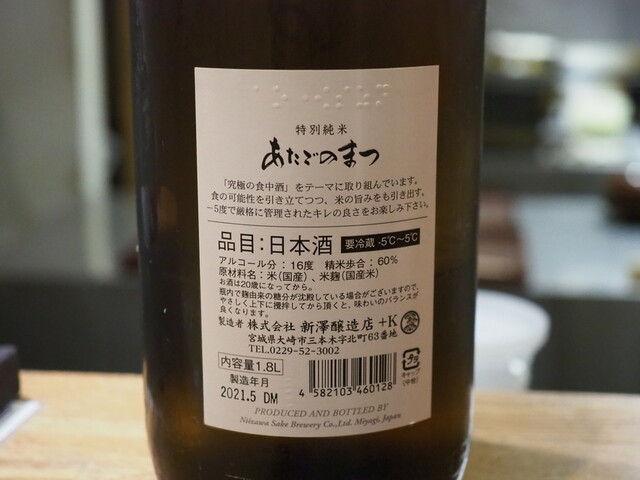 特別純米
あたごのまつ
「究極の食中酒」をテーマに取り組んでいます。
食の可能性を引き立てつつ、米の旨みをも引き出す。
−5度で厳格に管理されたキレの良さをお楽しみ下さい。
品目：日本酒 要冷蔵 -5℃〜5℃
アルコール分：16度 精米歩合：60%
原材料名：米（国産）、米麹（国産米）
お酒は20歳になってから。
瓶内で麹由来の糖分が沈殿している場合がございますので、
やさしく上下に攪拌してから頂くと、味わいのバランスが
良くなります。
製造者 株式会社 新澤醸造店 +K
宮城県大崎市三本木字北町63番地
TEL.0229-52-3002
内容量1.8L
製造年月
2021.5 DM
4 582103 460128
プラ
キャップ
(中栓)
PRODUCED AND BOTTLED BY
Niizawa Sake Brewery Co.,Ltd. Miyagi, Japan